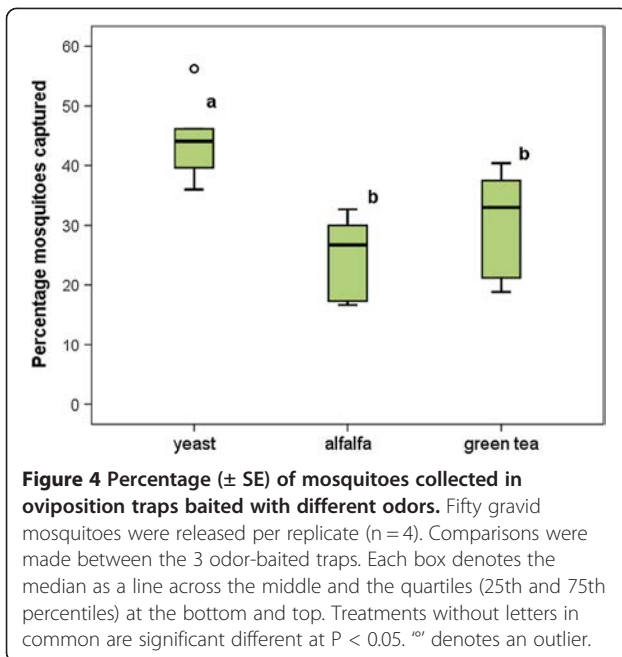 60
50
40
30
20
10
0
Percentage mosquitoes captured
a
b
b
yeast alfalfa green tea
Figure 4 Percentage (± SE) of mosquitoes collected in
oviposition traps baited with different odors. Fifty gravid
mosquitoes were released per replicate (n = 4). Comparisons were
made between the 3 odor-baited traps. Each box denotes the
median as a line across the middle and the quartiles (25th and 75th
percentiles) at the bottom and top. Treatments without letters in
common are significant different at P < 0.05. “°” denotes an outlier.